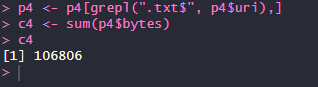 > p4 <- p4[grepl(".txt$", p4$uri),]
> c4 <- sum(p4$bytes)
> c4
[1] 106806
>